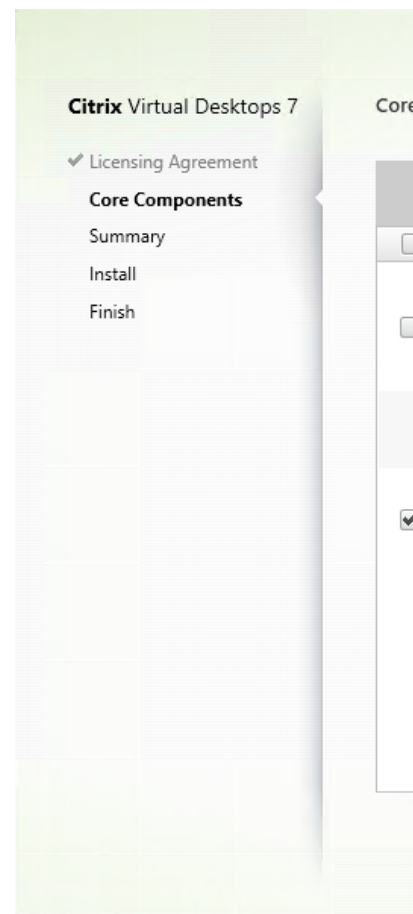 Citrix Virtual Desktops 7
Licensing Agreement
Core Components
Summary
Install
Finish
Core